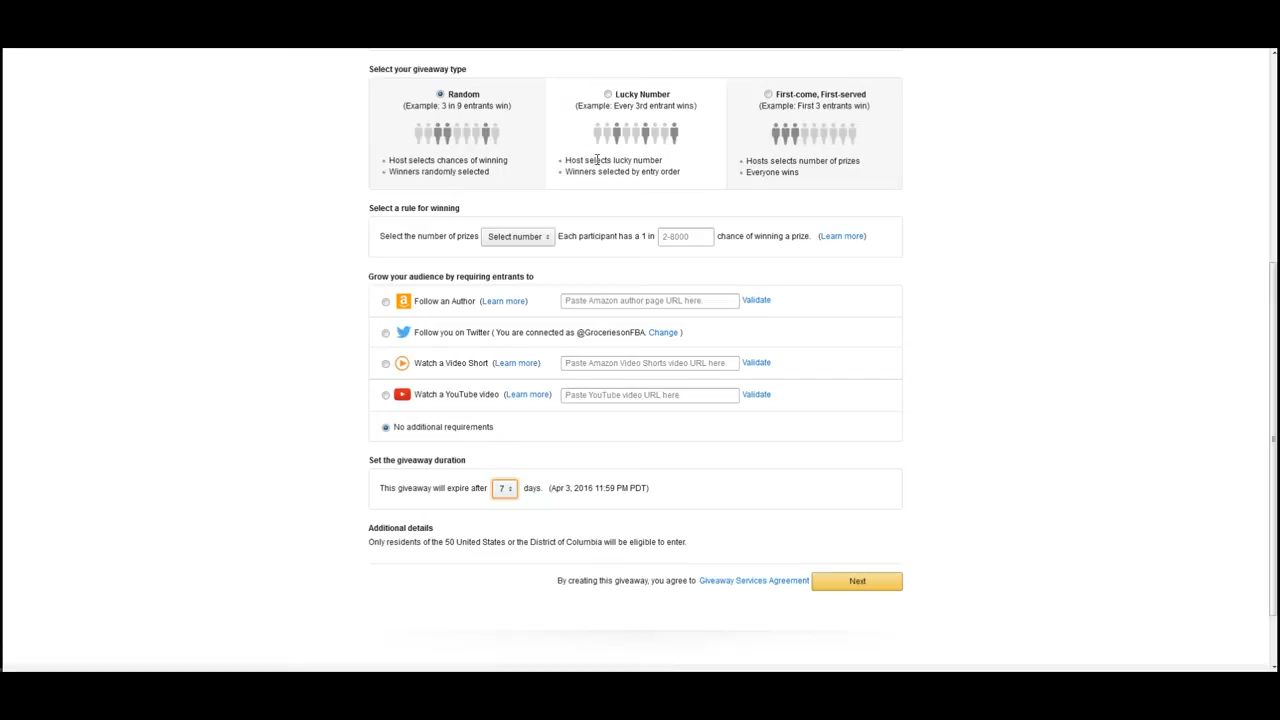 Select your giveaway type
Random Lucky Number First-come, First-served
(Example: 3 in 9 entrants win) (Example: Every 3rd entrant wins) (Example: First 3 entrants win)
Host selects chances of winning Host selects lucky number Hosts selects number of prizes
Winners randomly selected Winners selected by entry order Everyone wins
Select a rule for winning
Select the number of prizes Select number Each participant has a 1 in 2-8000 chance of winning a prize. (Learn more)
Grow your audience by requiring entrants to
Follow an Author (Learn more) Paste Amazon author page URL here. Validate
Follow you on Twitter ( You are connected as @GroceriesonFBA. Change )
Watch a Video Short (Learn more) Paste Amazon Video Shorts video URL here. Validate
Watch a YouTube video (Learn more) Paste YouTube video URL here Validate
No additional requirements
Set the giveaway duration
This giveaway will expire after 7 days. (Apr 3, 2016 11:59 PM PDT)
Additional details
Only residents of the 50 United States or the District of Columbia will be eligible to enter.
By creating this giveaway, you agree to Giveaway Services Agreement Next